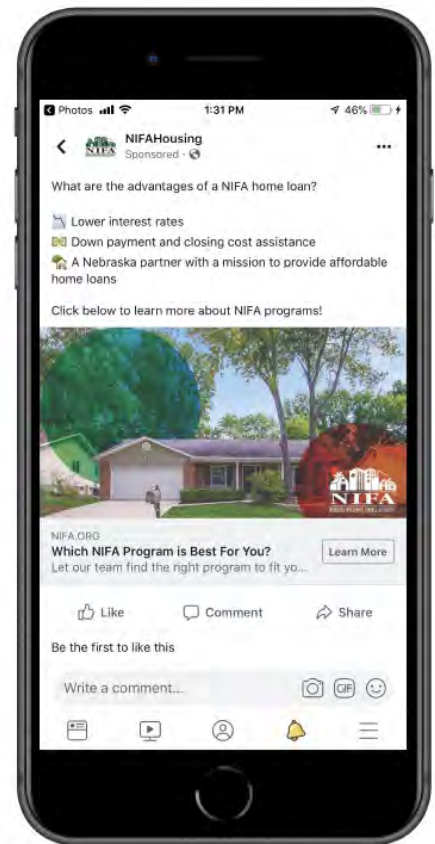 Photos 1:31 PM 46%
NIFA
NIFAHousing
Sponsored ·
What are the advantages of a NIFA home loan?
Lower interest rates
Down payment and closing cost assistance
A Nebraska partner with a mission to provide affordable
home loans
Click below to learn more about NIFA programs!
NIFA
NIFA.ORG
Which NIFA Program is Best For You?
Let our team find the right program to fit yo...
Learn More
Like Comment Share
Be the first to like this
Write a comment...
GIF